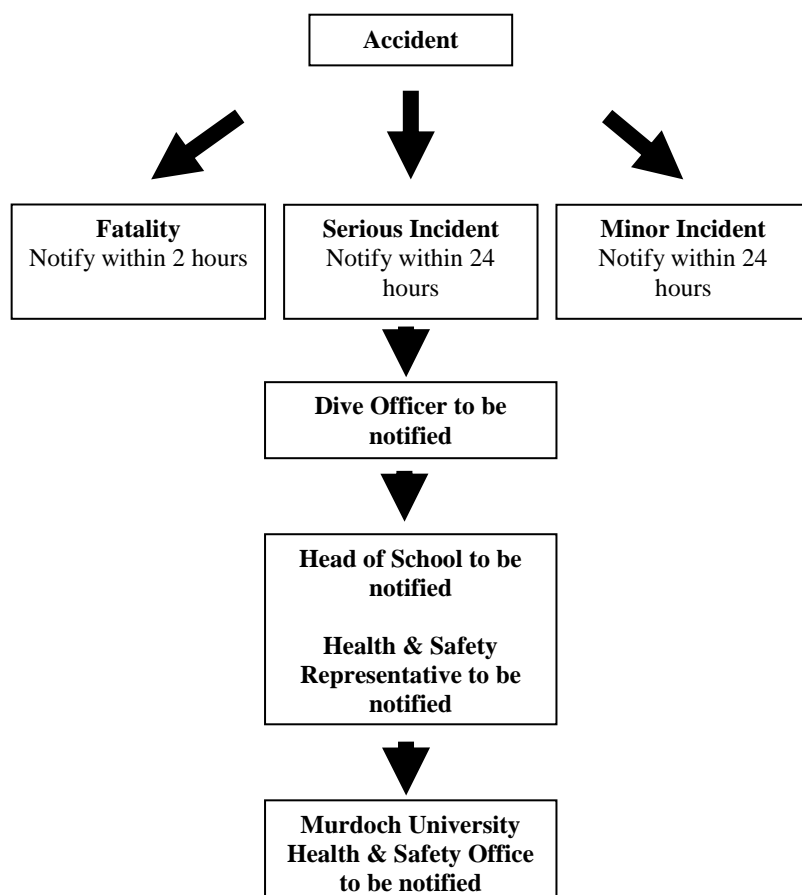 Accident
Fatality
Notify within 2 hours
Serious Incident
Notify within 24
hours
Minor Incident
Notify within 24
hours
Dive Officer to be
notified
Head of School to be
notified
Health & Safety
Representative to be
notified
Murdoch University
Health & Safety Office
to be notified